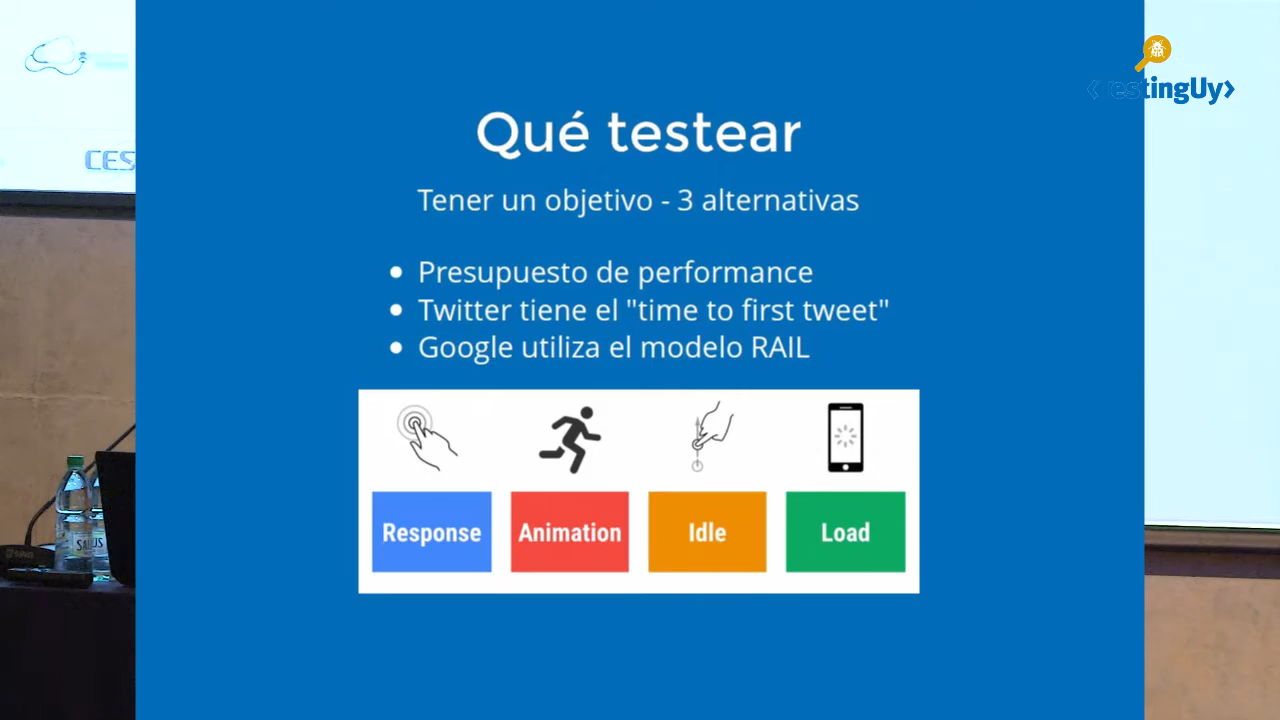 Qué testear
Tener un objetivo - 3 alternativas
Presupuesto de performance
Twitter tiene el "time to first tweet"
Google utiliza el modelo RAIL
Response
Animation
Idle
Load
CES